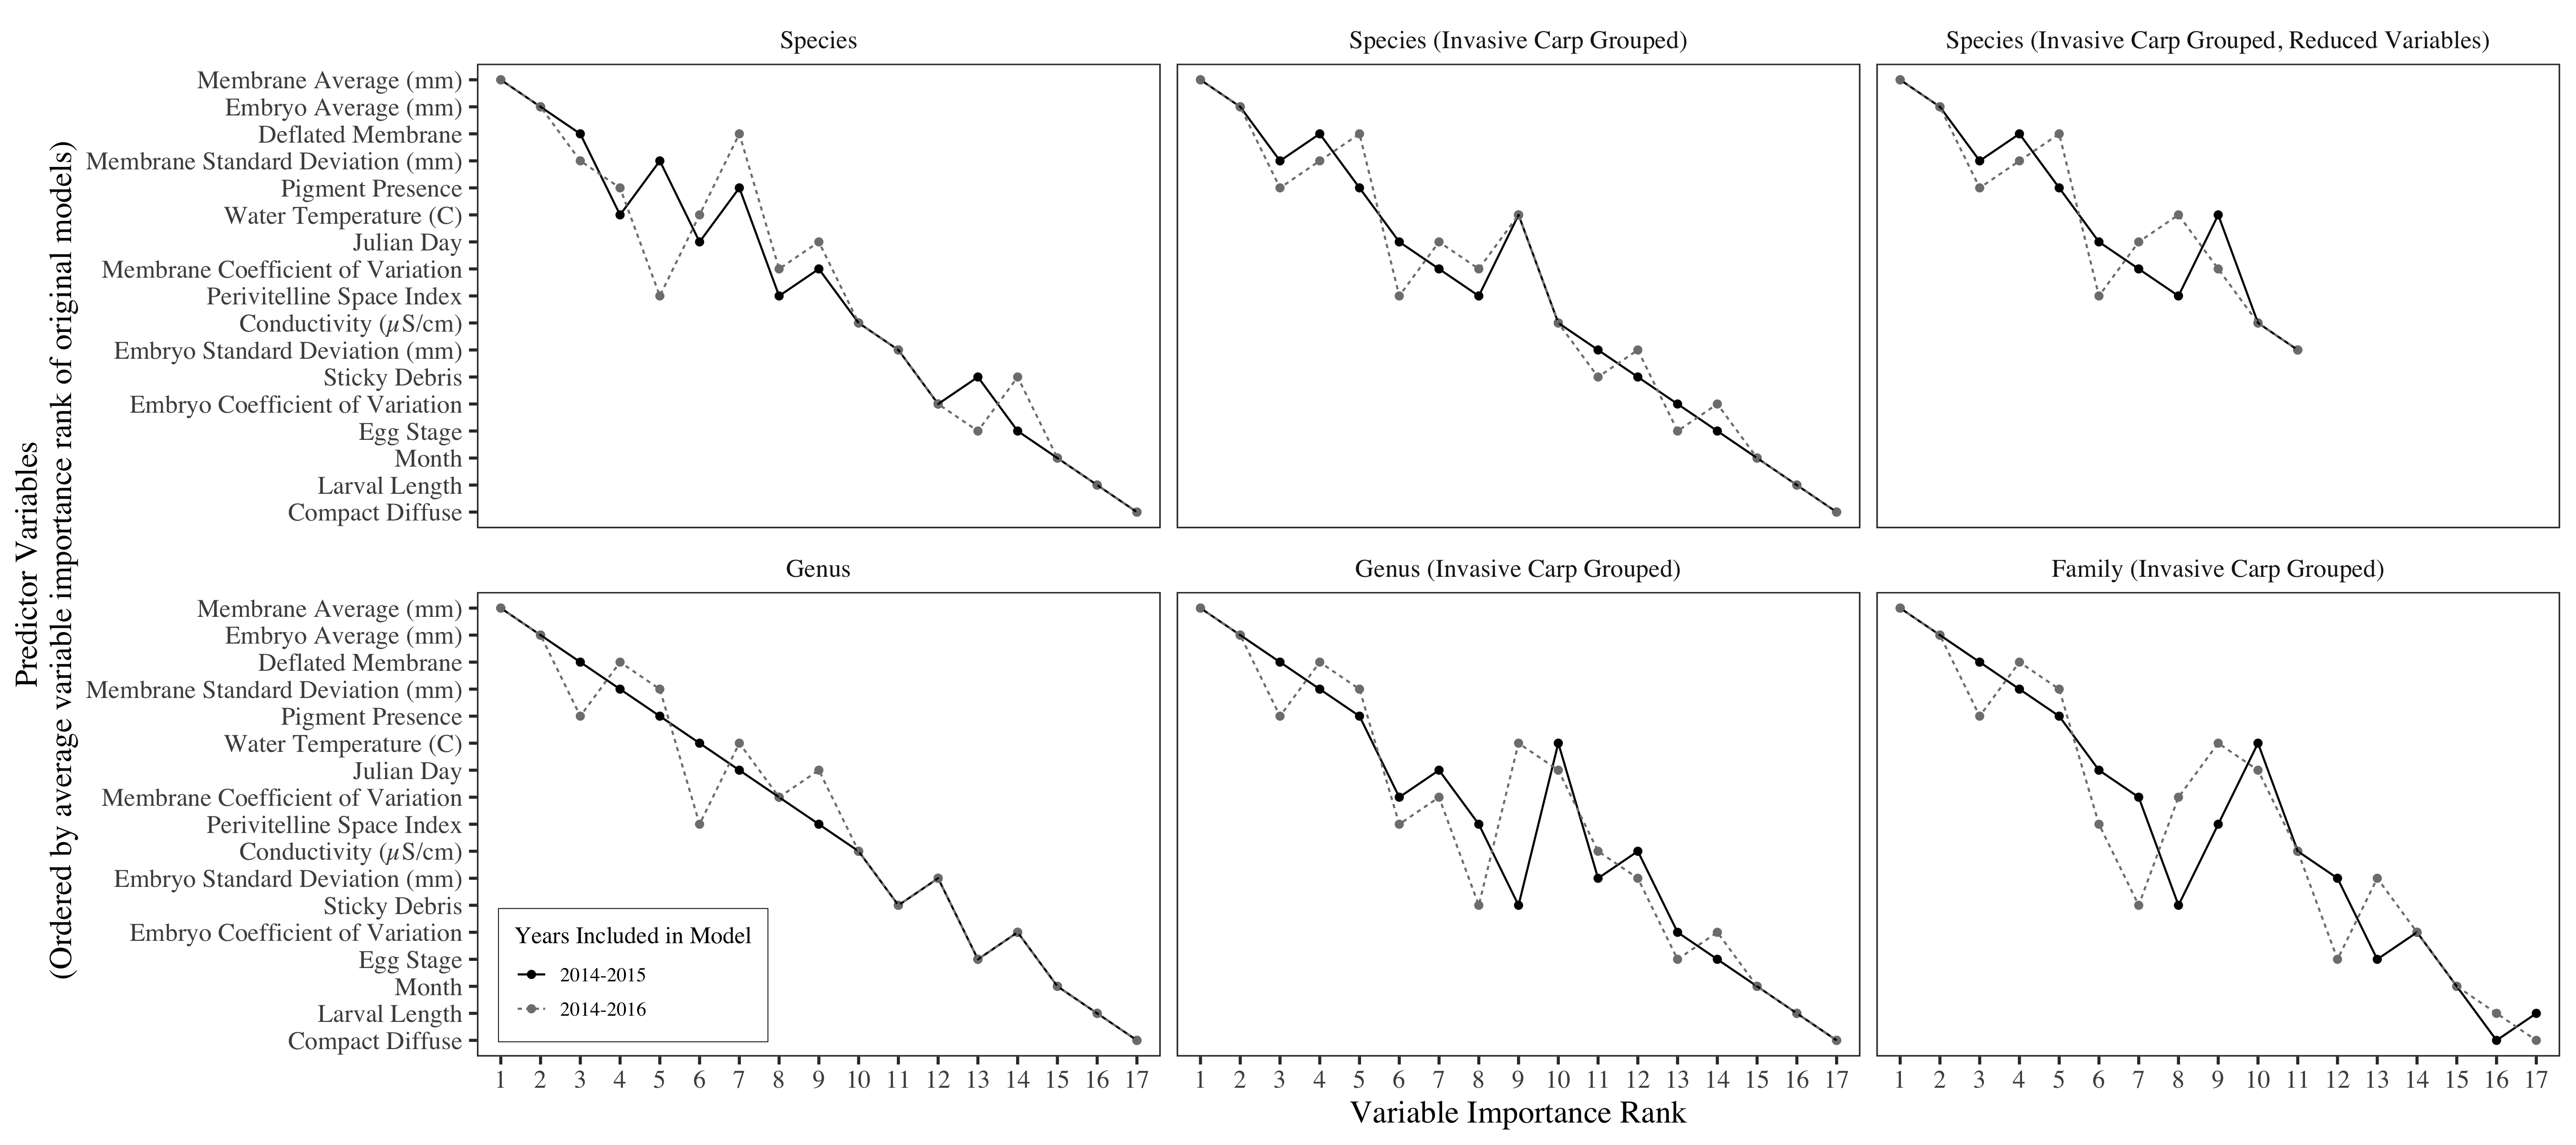 Species
Species (Invasive Carp Grouped)
Species (Invasive Carp Grouped, Reduced Variables)
Membrane Average (mm)
Embryo Average (mm)
Deflated Membrane
Membrane Standard Deviation (mm)
Pigment Presence
Water Temperature (C)
Julian Day
Membrane Coefficient of Variation
Perivitelline Space Index
Conductivity (µS/cm)
Embryo Standard Deviation (mm)
Sticky Debris
Embryo Coefficient of Variation
Egg Stage
Month
Larval Length
Compact Diffuse
Predictor Variables
(Ordered by average variable importance rank of original models)
Genus
Genus (Invasive Carp Grouped)
Family (Invasive Carp Grouped)
Membrane Average (mm)
Embryo Average (mm)
Deflated Membrane
Membrane Standard Deviation (mm)
Pigment Presence
Water Temperature (C)
Julian Day
Membrane Coefficient of Variation
Perivitelline Space Index
Conductivity (µS/cm)
Embryo Standard Deviation (mm)
Sticky Debris
Embryo Coefficient of Variation
Egg Stage
Month
Larval Length
Compact Diffuse
Years Included in Model
2014-2015
2014-2016
1 2 3 4 5 6 7 8 9 10 11 12 13 14 15 16 17
1 2 3 4 5 6 7 8 9 10 11 12 13 14 15 16 17
1 2 3 4 5 6 7 8 9 10 11 12 13 14 15 16 17
Variable Importance Rank